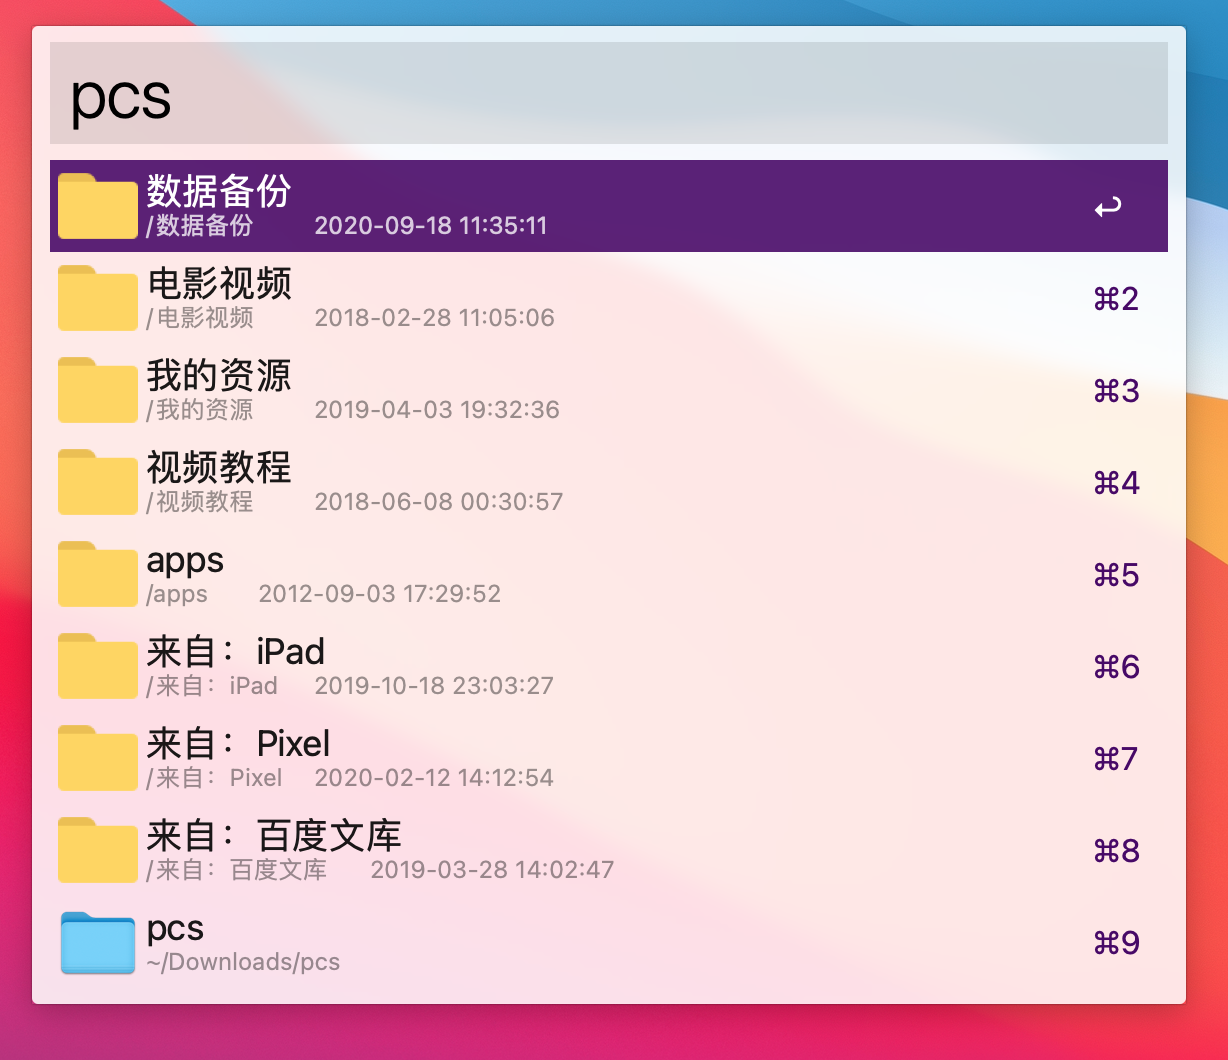 pcs
数据备份
/数据备份 2020-09-18 11:35:11
电影视频
/电影视频 2018-02-28 11:05:06
⌘2
我的资源
/我的资源 2019-04-03 19:32:36
⌘3
视频教程
/视频教程 2018-06-08 00:30:57
⌘4
apps
/apps 2012-09-03 17:29:52
⌘5
来自：iPad
/来自：iPad 2019-10-18 23:03:27
⌘6
来自：Pixel
/来自：Pixel 2020-02-12 14:12:54
⌘7
来自：百度文库
/来自：百度文库 2019-03-28 14:02:47
⌘8
pcs
~/Downloads/pcs
⌘9